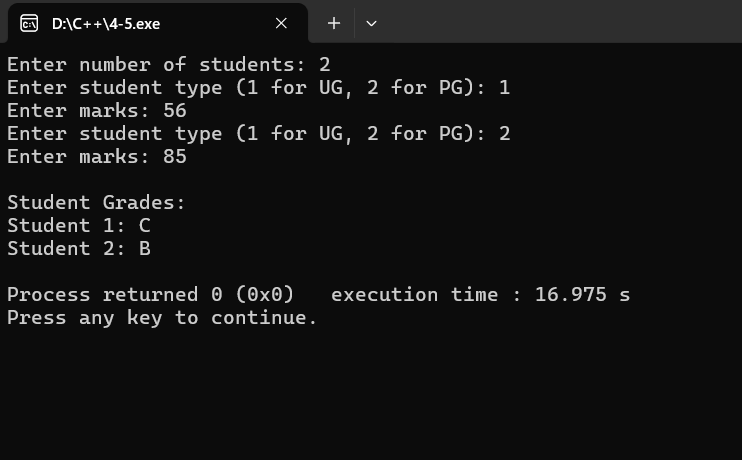 D:\C++\4-5.exe
Enter number of students: 2
Enter student type (1 for UG, 2 for PG): 1
Enter marks: 56
Enter student type (1 for UG, 2 for PG): 2
Enter marks: 85
Student Grades:
Student 1: C
Student 2: B
Process returned 0 (0x0)   execution time : 16.975 s
Press any key to continue.